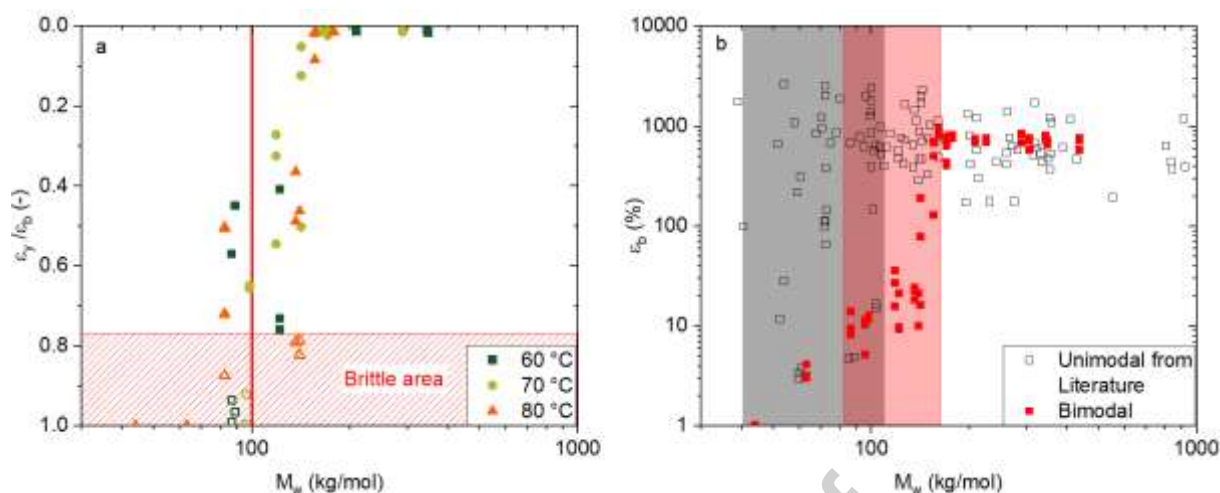 a
0.0
0.2
0.4
0.6
0.8
1.0
εy /εb (-)
Brittle area
60 °C
70 °C
80 °C
100
1000
Mw (kg/mol)
b
10000
1000
100
10
1
εb (%)
Unimodal from
Literature
Bimodal
100
1000
Mw (kg/mol)